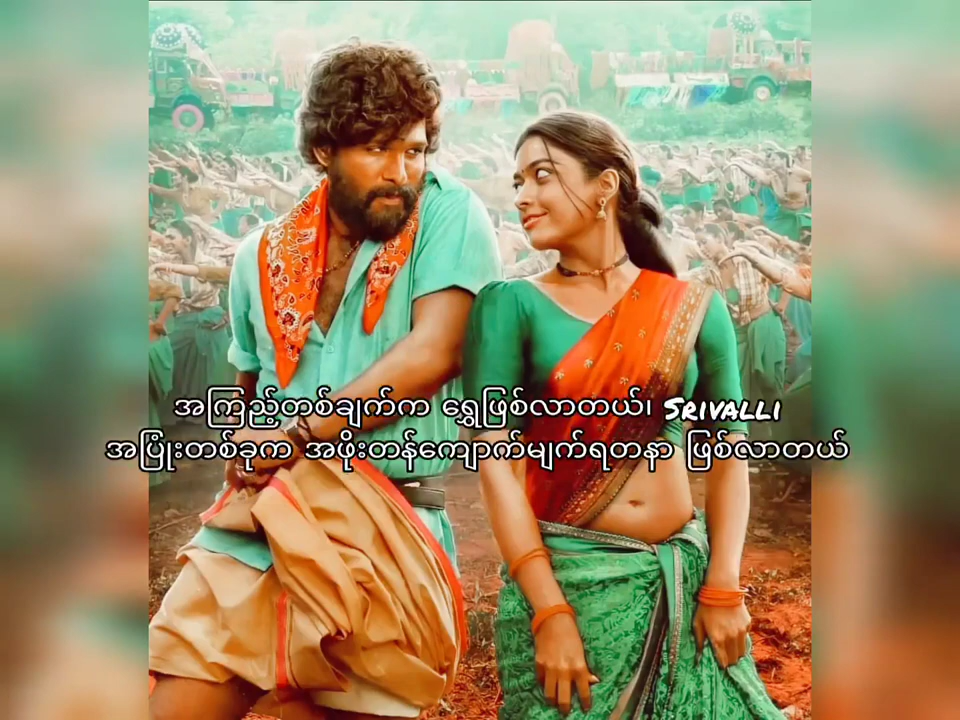 အကြည့်တစ်ချက်က ရွှေဖြစ်လာတယ်၊ SRIVALLI
အပြုံးတစ်ခုက အဖိုးတန်ကျောက်မျက်ရတနာ ဖြစ်လာတယ်